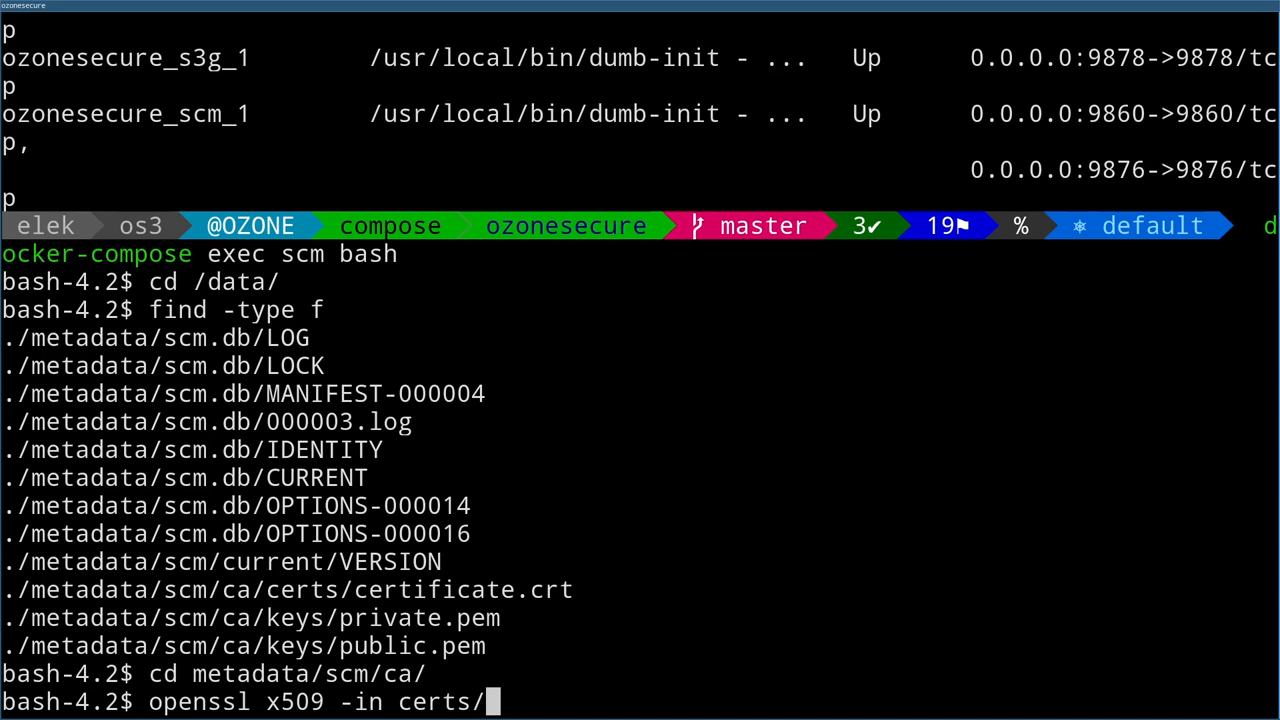 ozonesecure
p
ozonesecure_s3g_1 /usr/local/bin/dumb-init - ... Up 0.0.0.0:9878->9878/tc
p
ozonesecure_scm_1 /usr/local/bin/dumb-init - ... Up 0.0.0.0:9860->9860/tc
p,
0.0.0.0:9876->9876/tc
p
elek os3 @OZONE compose ozonesecure master 3✔ 19⚑ % ⎈ default d
ocker-compose exec scm bash
bash-4.2$ cd /data/
bash-4.2$ find -type f
./metadata/scm.db/LOG
./metadata/scm.db/LOCK
./metadata/scm.db/MANIFEST-000004
./metadata/scm.db/000003.log
./metadata/scm.db/IDENTITY
./metadata/scm.db/CURRENT
./metadata/scm.db/OPTIONS-000014
./metadata/scm.db/OPTIONS-000016
./metadata/scm/current/VERSION
./metadata/scm/ca/certs/certificate.crt
./metadata/scm/ca/keys/private.pem
./metadata/scm/ca/keys/public.pem
bash-4.2$ cd metadata/scm/ca/
bash-4.2$ openssl x509 -in certs/